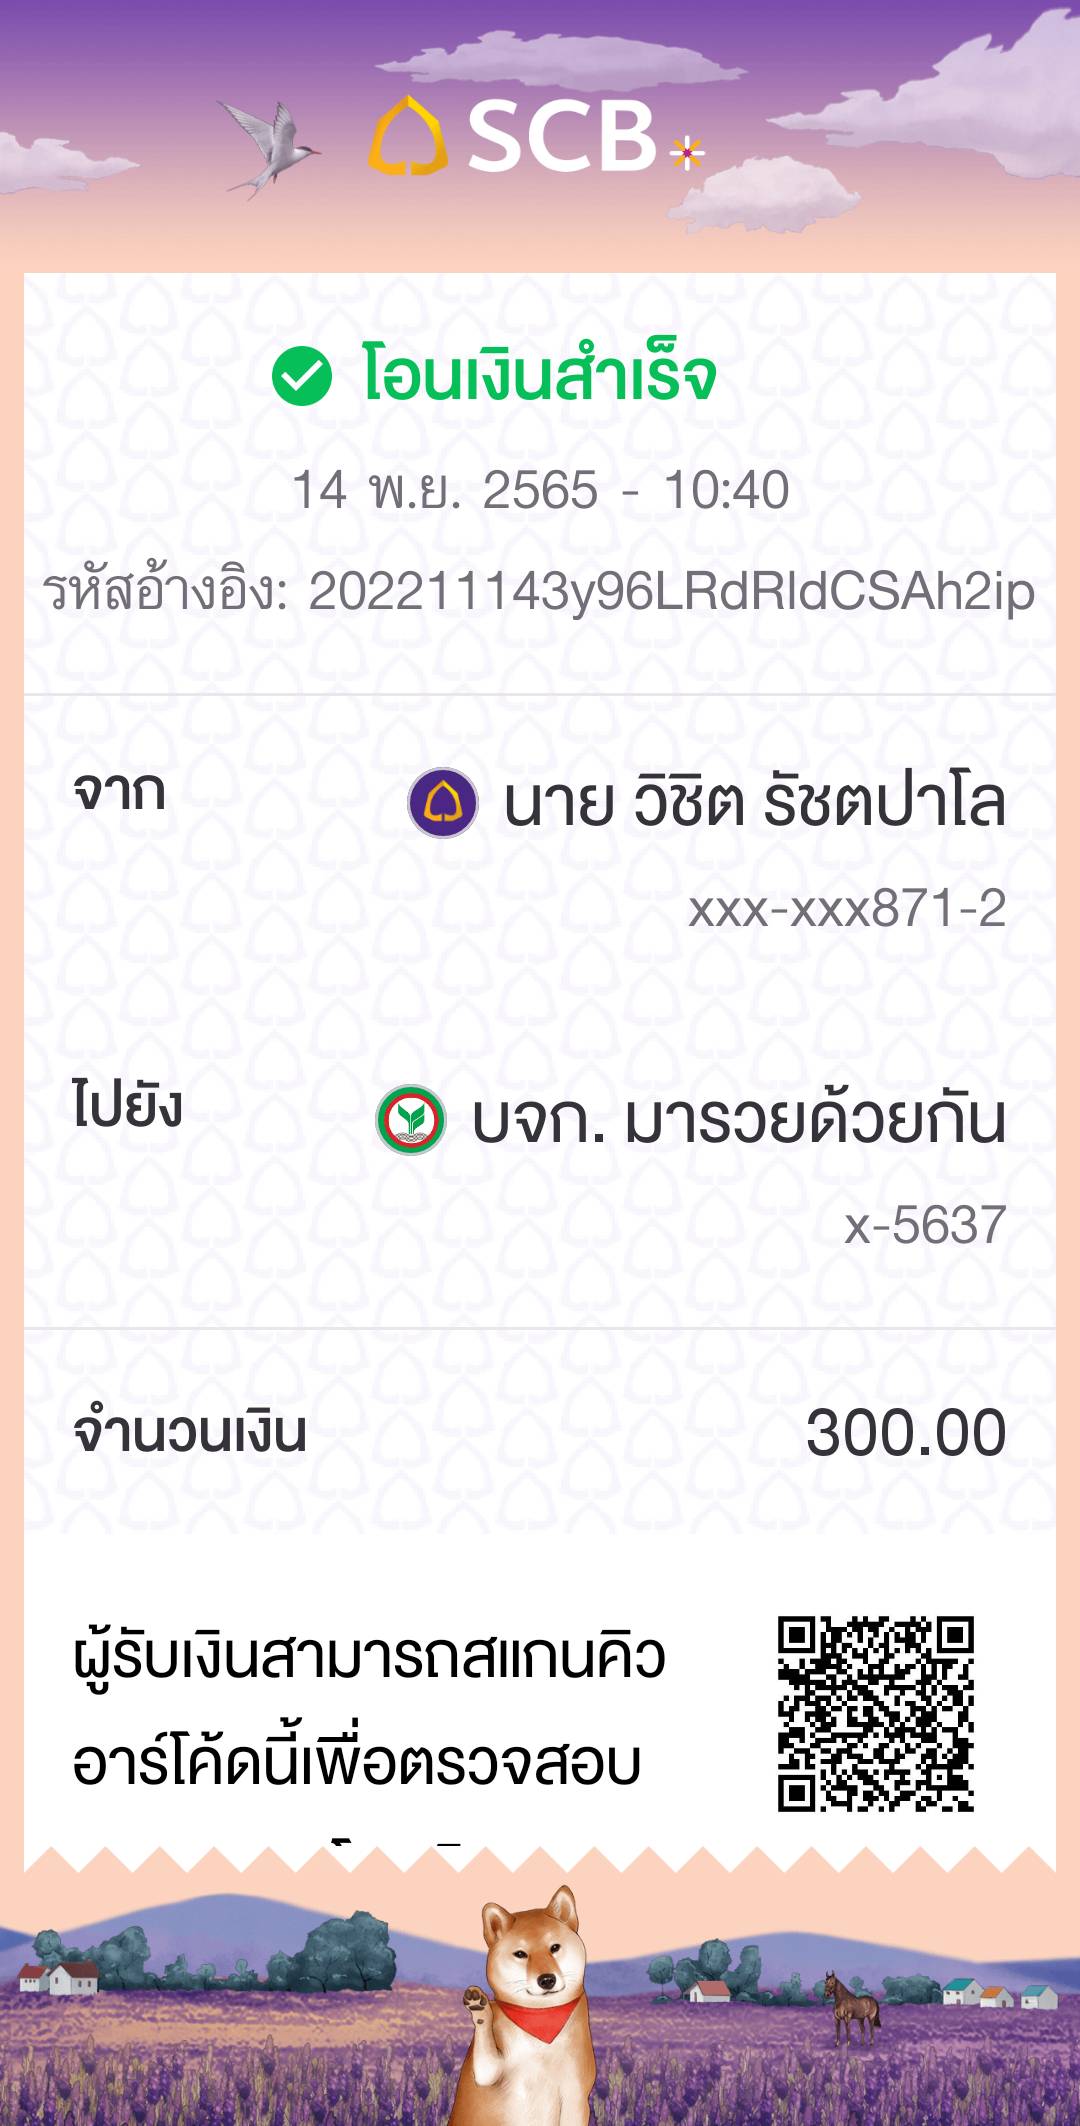 SCB
โอนเงินสำเร็จ
14 พ.ย. 2565 - 10:40
รหัสอ้างอิง: 202211143y96LRdRldCSAh2ip
จาก
นาย วิชิต รัชตปาโล
xxx-xxx871-2
ไปยัง
บจก. มารวยด้วยกัน
x-5637
จำนวนเงิน
300.00
ผู้รับเงินสามารถสแกนคิว
อาร์โค้ดนี้เพื่อตรวจสอบ